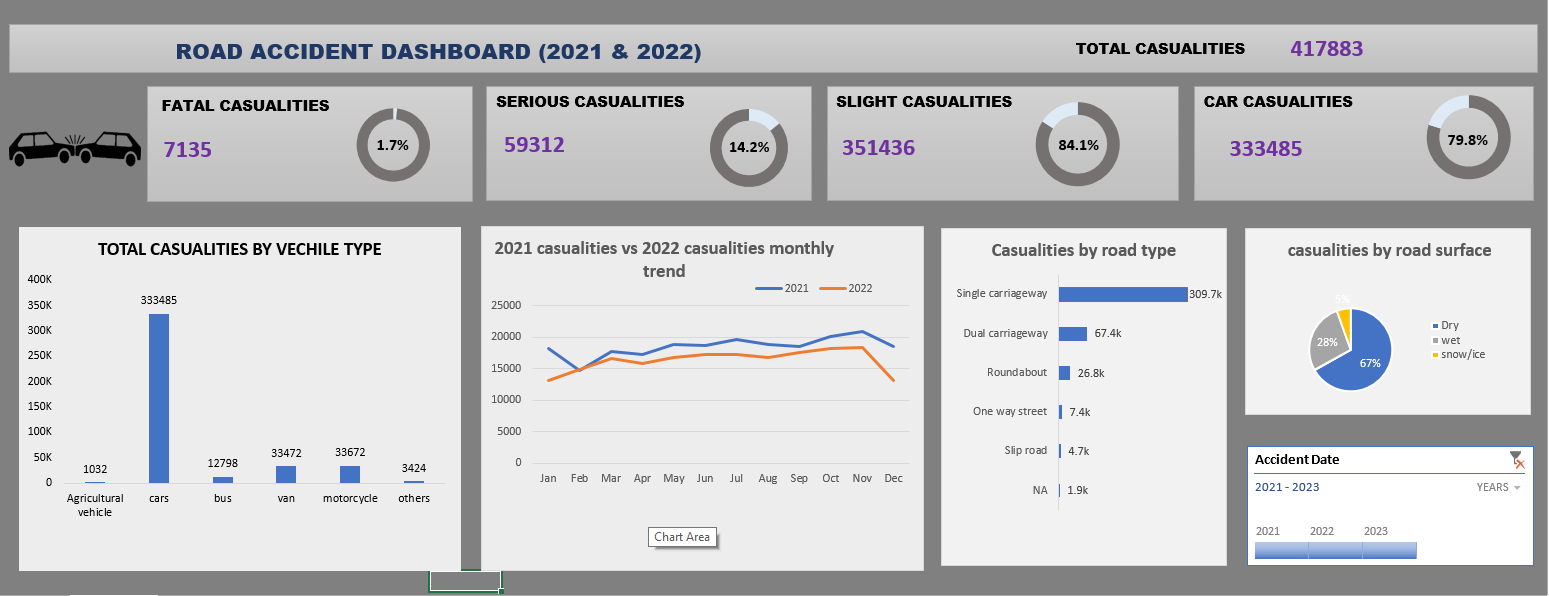 ROAD ACCIDENT DASHBOARD (2021 & 2022)
TOTAL CASUALITIES
417883
FATAL CASUALITIES
7135
1.7%
SERIOUS CASUALITIES
59312
14.2%
SLIGHT CASUALITIES
351436
84.1%
CAR CASUALITIES
333485
79.8%
TOTAL CASUALITIES BY VECHILE TYPE
400K
350K
300K
250K
200K
150K
100K
50K
0
1032
333485
12798
33472
33672
3424
Agricultural
vehicle
cars
bus
van
motorcycle
others
2021 casualities vs 2022 casualities monthly
trend
2021
2022
25000
20000
15000
10000
5000
0
Jan
Feb
Mar
Apr
May
Jun
Jul
Aug
Sep
Oct
Nov
Dec
Chart Area
Casualities by road type
Single carriageway
309.7k
Dual carriageway
67.4k
Roundabout
26.8k
One way street
7.4k
Slip road
4.7k
NA
1.9k
casualities by road surface
5%
28%
67%
Dry
wet
snow/ice
Accident Date
2021 - 2023
YEARS
2021
2022
2023